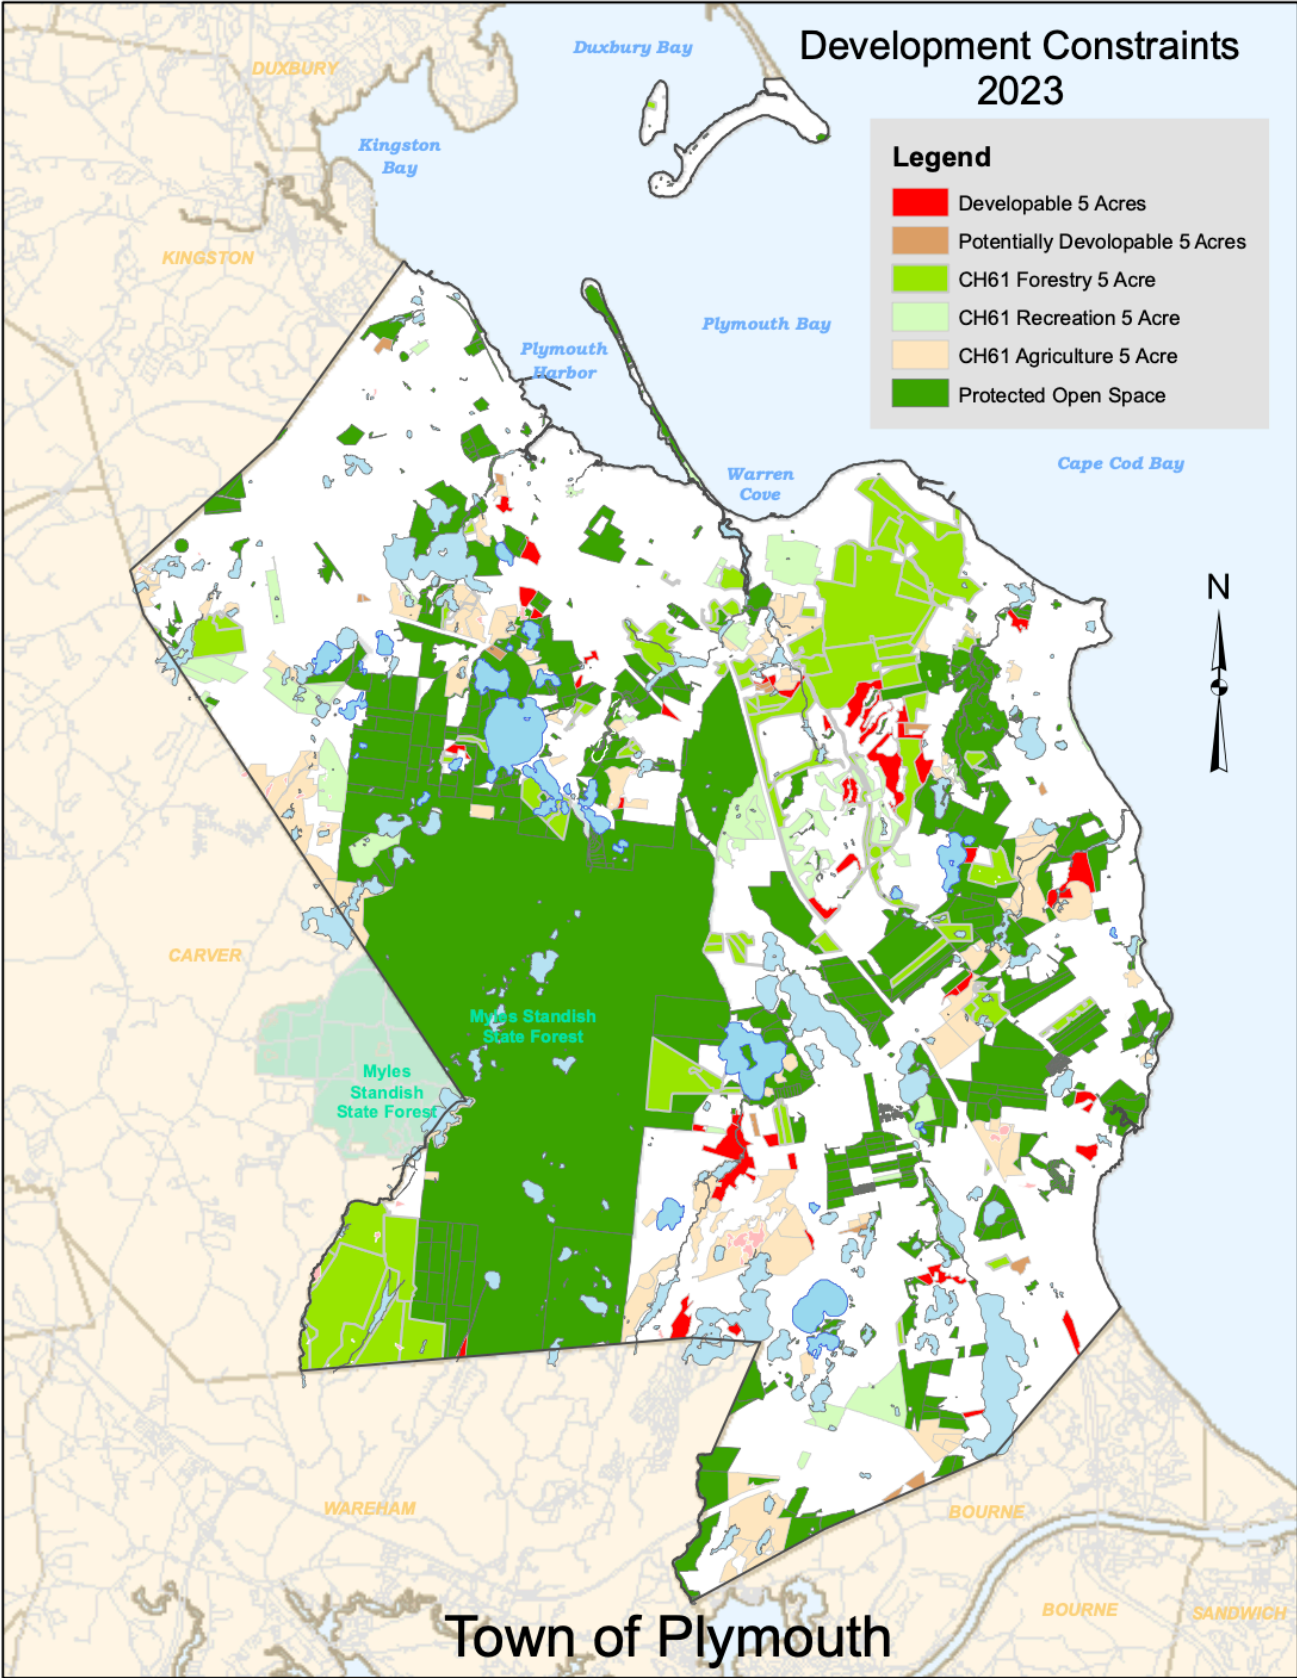 Development Constraints
2023
Legend
Developable 5 Acres
Potentially Devolopable 5 Acres
CH61 Forestry 5 Acre
CH61 Recreation 5 Acre
CH61 Agriculture 5 Acre
Protected Open Space
Duxbury Bay
DUXBURY
Kingston
Bay
KINGSTON
Plymouth Bay
Plymouth
Harbor
Warren
Cove
Cape Cod Bay
N
CARVER
Myles Standish
State Forest
Myles
Standish
State Forest
WAREHAM
BOURNE
BOURNE
SANDWICH
Town of Plymouth